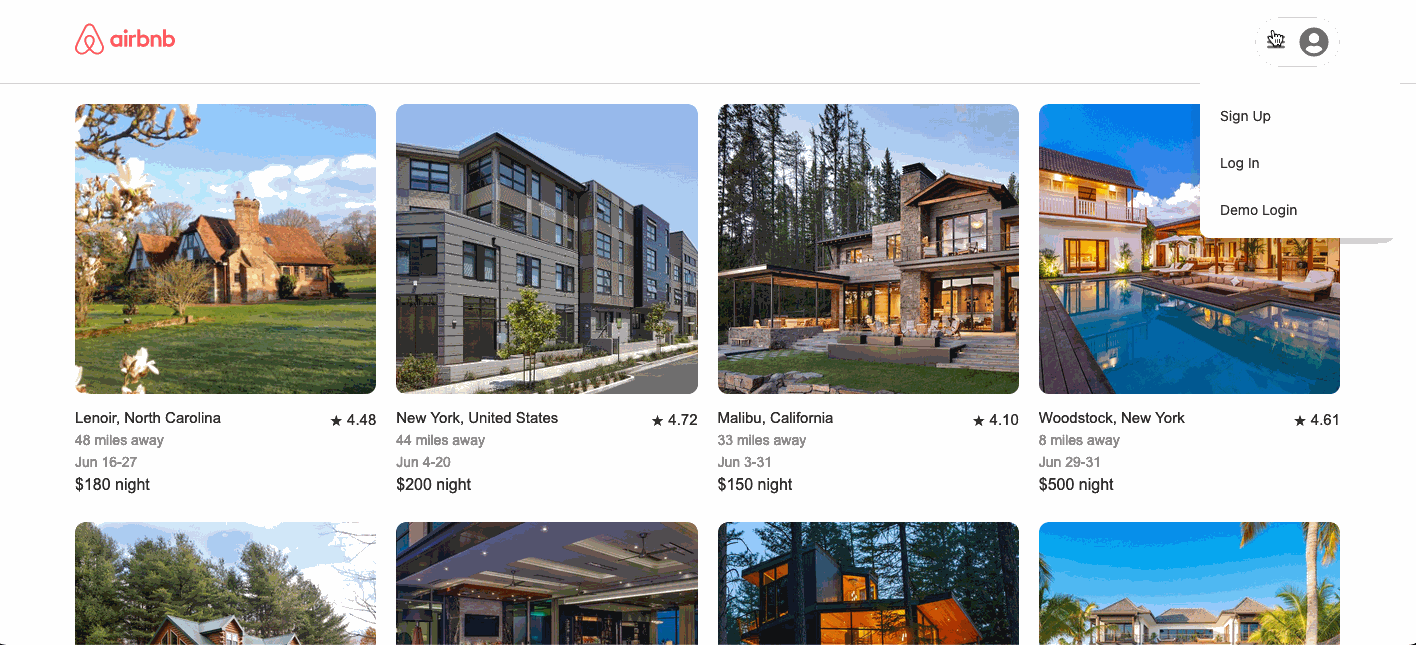 airbnb
Sign Up
Log In
Demo Login
Lenoir, North Carolina ★ 4.48
48 miles away
Jun 16-27
$180 night
New York, United States ★ 4.72
44 miles away
Jun 4-20
$200 night
Malibu, California ★ 4.10
33 miles away
Jun 3-31
$150 night
Woodstock, New York ★ 4.61
8 miles away
Jun 29-31
$500 night